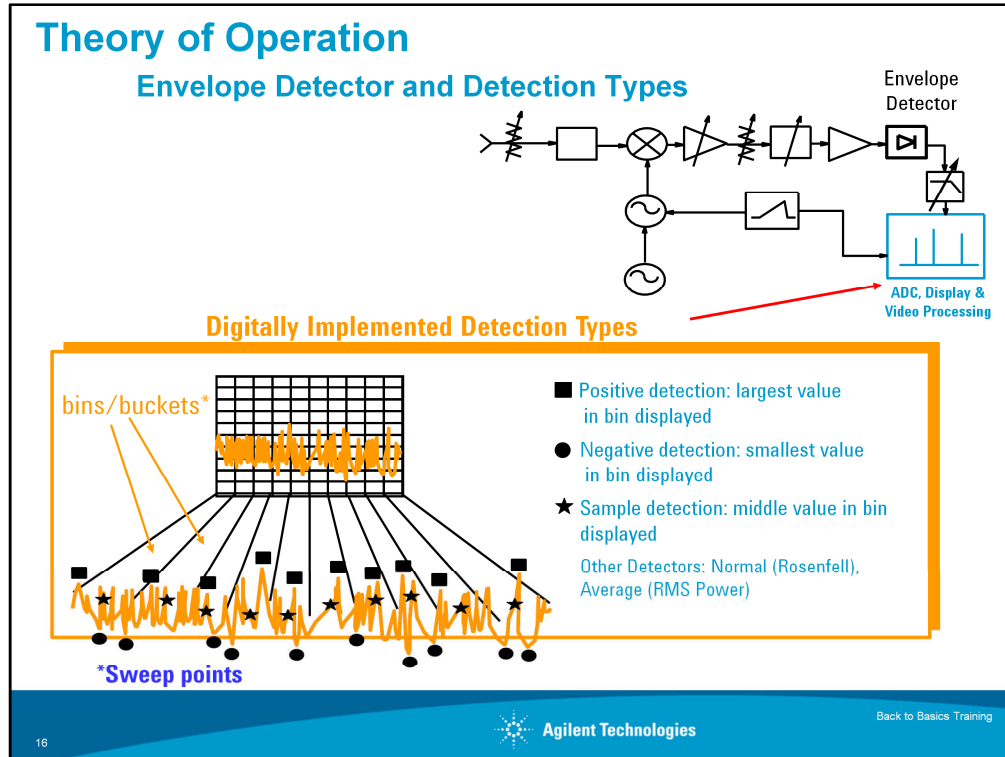 Theory of Operation
Envelope Detector and Detection Types
Envelope
Detector
ADC, Display &
Video Processing
Digitally Implemented Detection Types
bins/buckets*
Positive detection: largest value
in bin displayed
Negative detection: smallest value
in bin displayed
Sample detection: middle value in bin
displayed
Other Detectors: Normal (Rosenfell),
Average (RMS Power)
*Sweep points
Back to Basics Training
Agilent Technologies
16